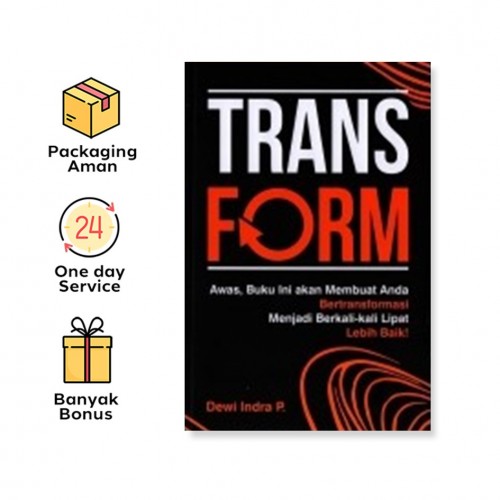 Packaging
Aman
24
One day
Service
Banyak
Bonus
TRANS
FORM
Awas, Buku Ini akan Membuat Anda
Bertransformasi
Menjadi Berkali-kali Lipat
Lebih Baik!
Dewi Indra P.